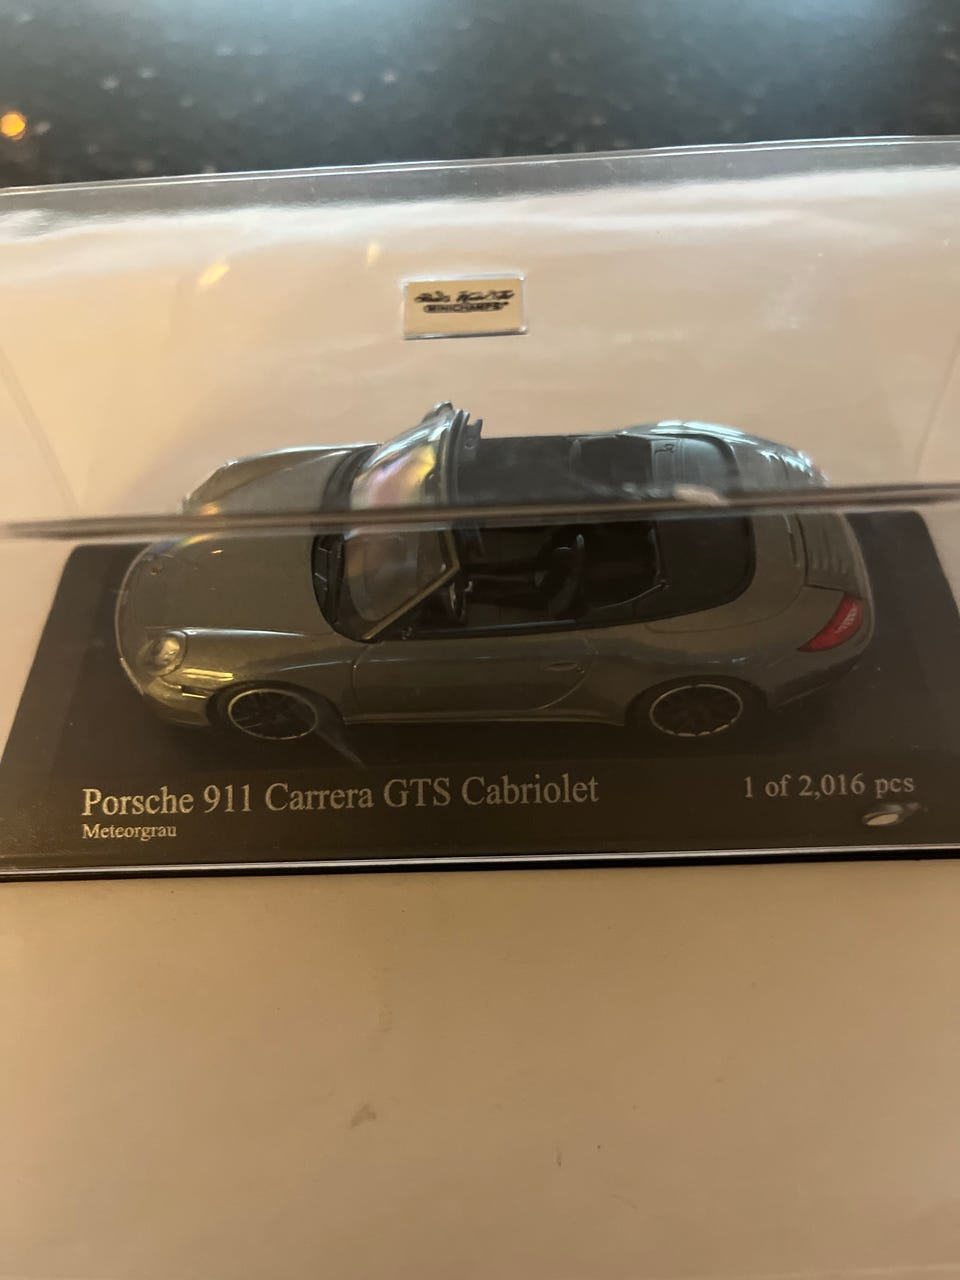 MINICHAMPS
Porsche 911 Carrera GTS Cabriolet
1 of 2,016 pcs
Meteorgrau